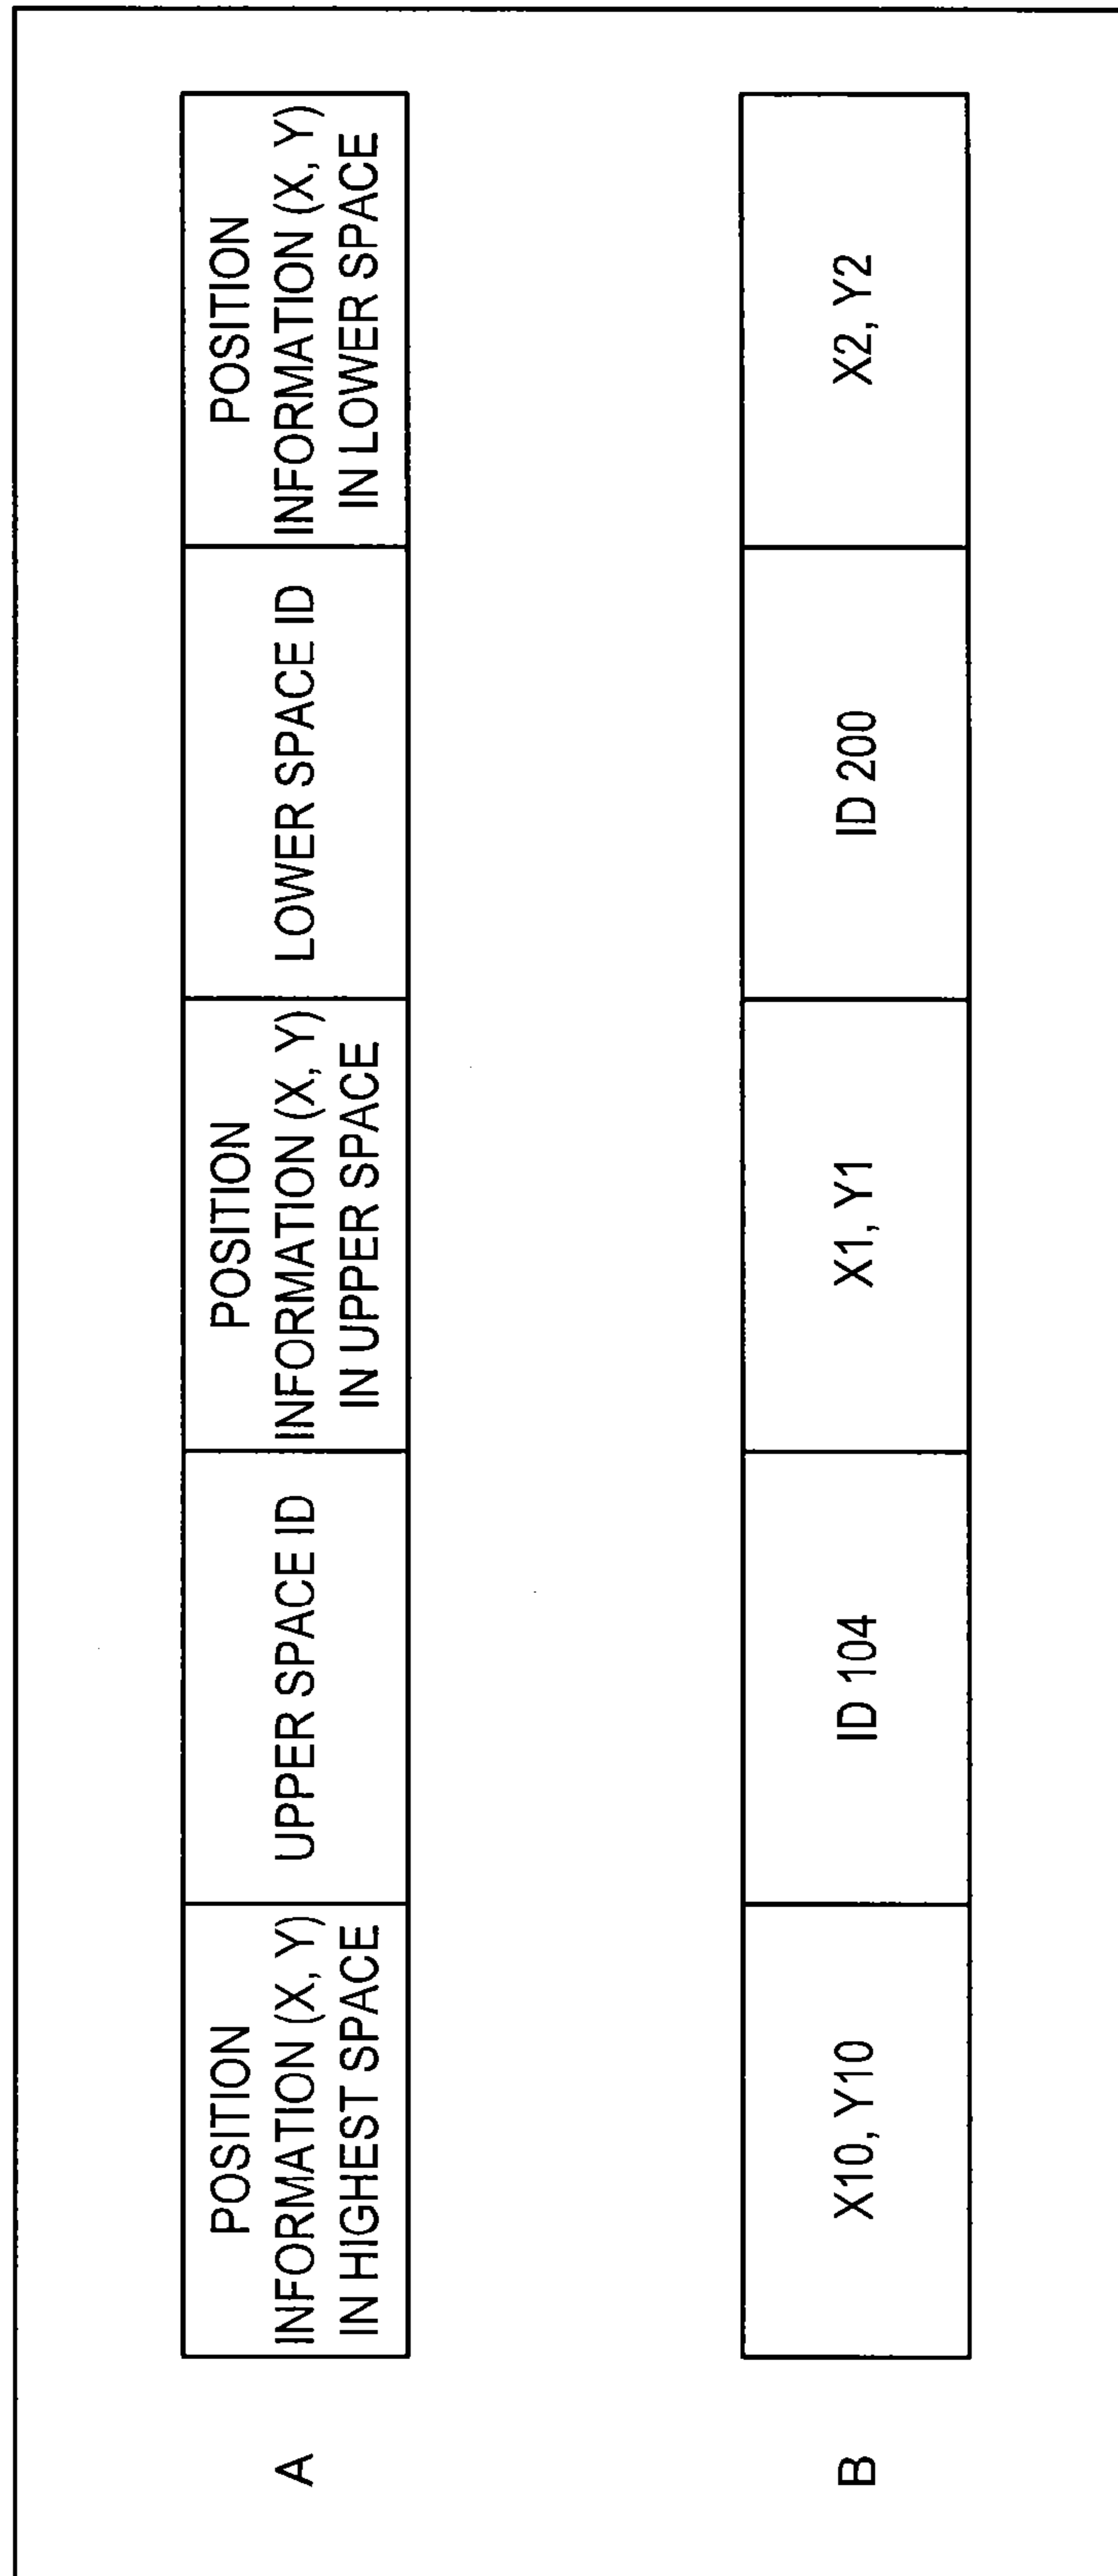 A
POSITION
INFORMATION (X, Y)
IN HIGHEST SPACE
UPPER SPACE ID
POSITION
INFORMATION (X, Y)
IN UPPER SPACE
LOWER SPACE ID
POSITION
INFORMATION (X, Y)
IN LOWER SPACE
B
X10, Y10
ID 104
X1, Y1
ID 200
X2, Y2